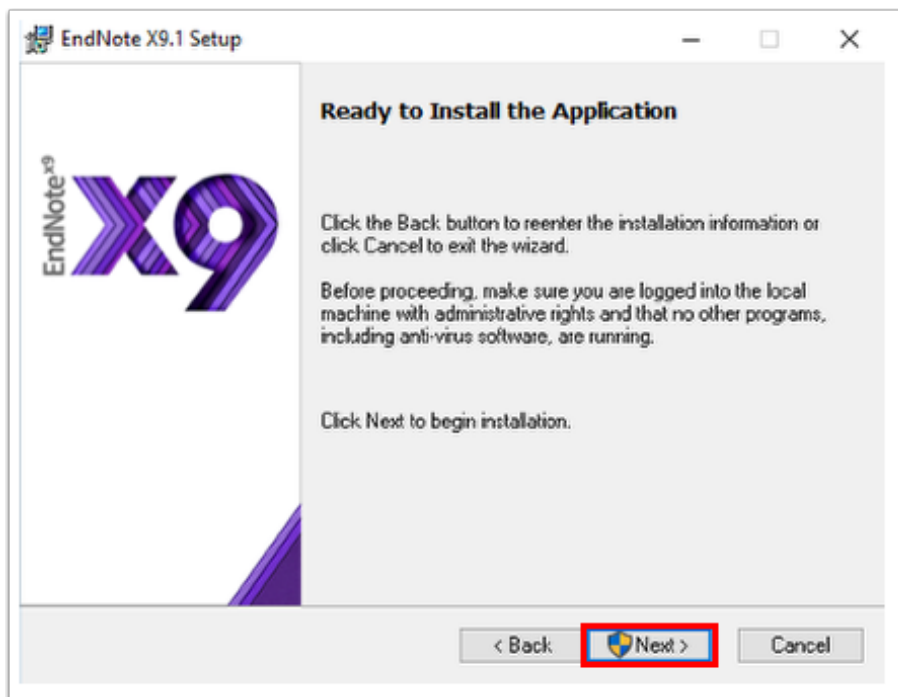 EndNote X9.1 Setup
Ready to Install the Application
EndNote x9
X9
Click the Back button to reenter the installation information or
click Cancel to exit the wizard.
Before proceeding, make sure you are logged into the local
machine with administrative rights and that no other programs,
including anti-virus software, are running.
Click Next to begin installation.
< Back
Next >
Cancel